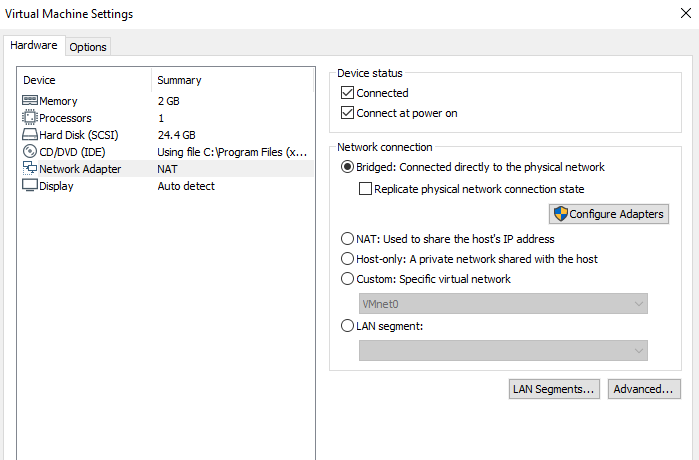 Virtual Machine Settings
Hardware Options
Device Summary
Memory 2 GB
Processors 1
Hard Disk (SCSI) 24.4 GB
CD/DVD (IDE) Using file C:\Program Files (x...
Network Adapter NAT
Display Auto detect
Device status
Connected
Connect at power on
Network connection
Bridged: Connected directly to the physical network
Replicate physical network connection state
Configure Adapters
NAT: Used to share the host's IP address
Host-only: A private network shared with the host
Custom: Specific virtual network
VMnet0
LAN segment:
LAN Segments... Advanced...